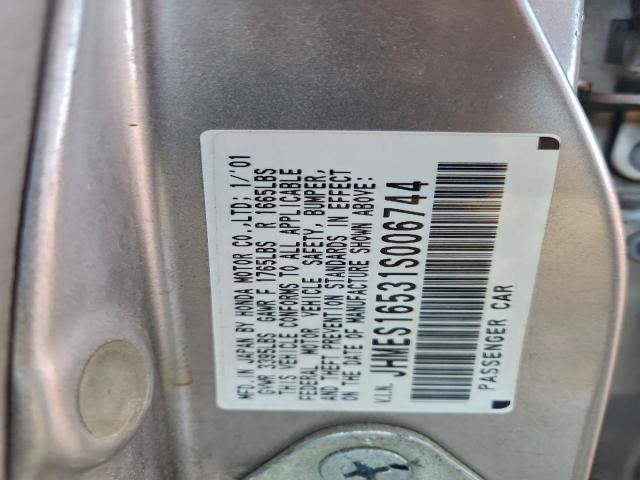 MFD. IN JAPAN BY HONDA MOTOR CO.,LTD; 1/'01
GVWR 3395LBS GAWR F 1765LBS R 1665LBS
THIS VEHICLE CONFORMS TO ALL APPLICABLE
FEDERAL MOTOR VEHICLE SAFETY, BUMPER,
AND THEFT PREVENTION STANDARDS IN EFFECT
ON THE DATE OF MANUFACTURE SHOWN ABOVE:
V.I.N. JHMES16531S006744
PASSENGER CAR